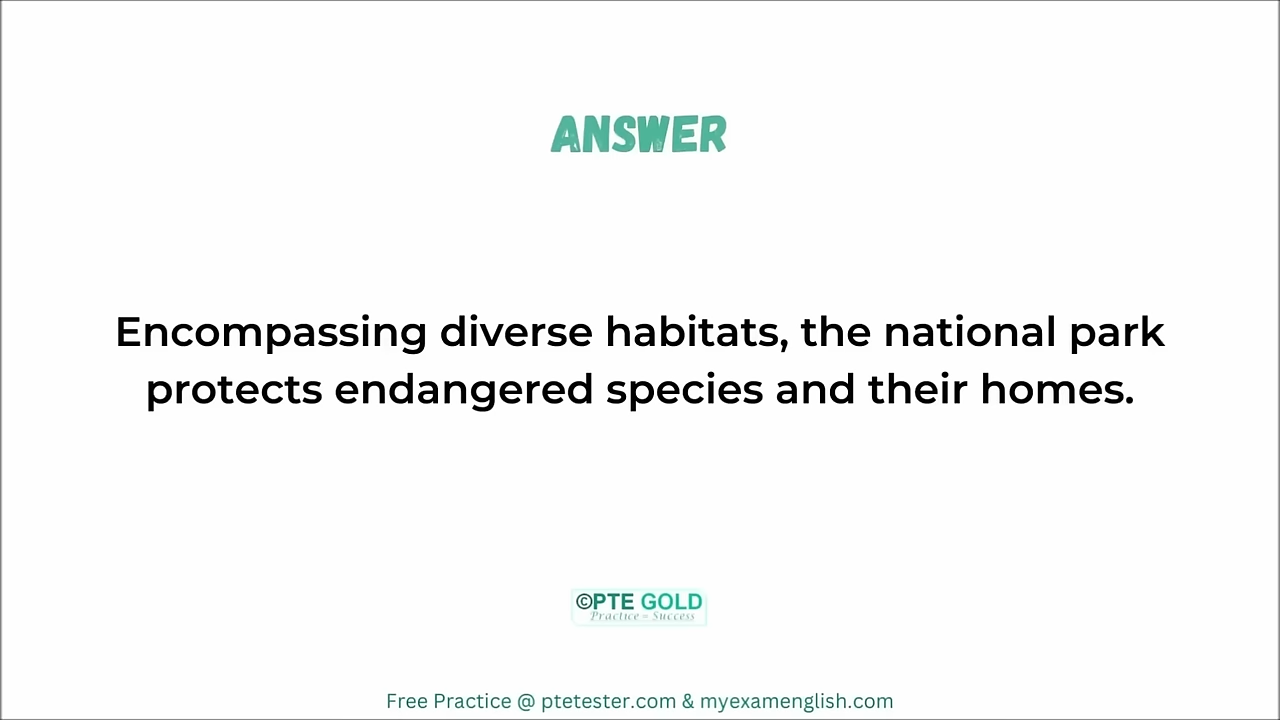 ANSWER
Encompassing diverse habitats, the national park
protects endangered species and their homes.
©PTE GOLD
Practice = Success
Free Practice @ ptetester.com & myexamenglish.com